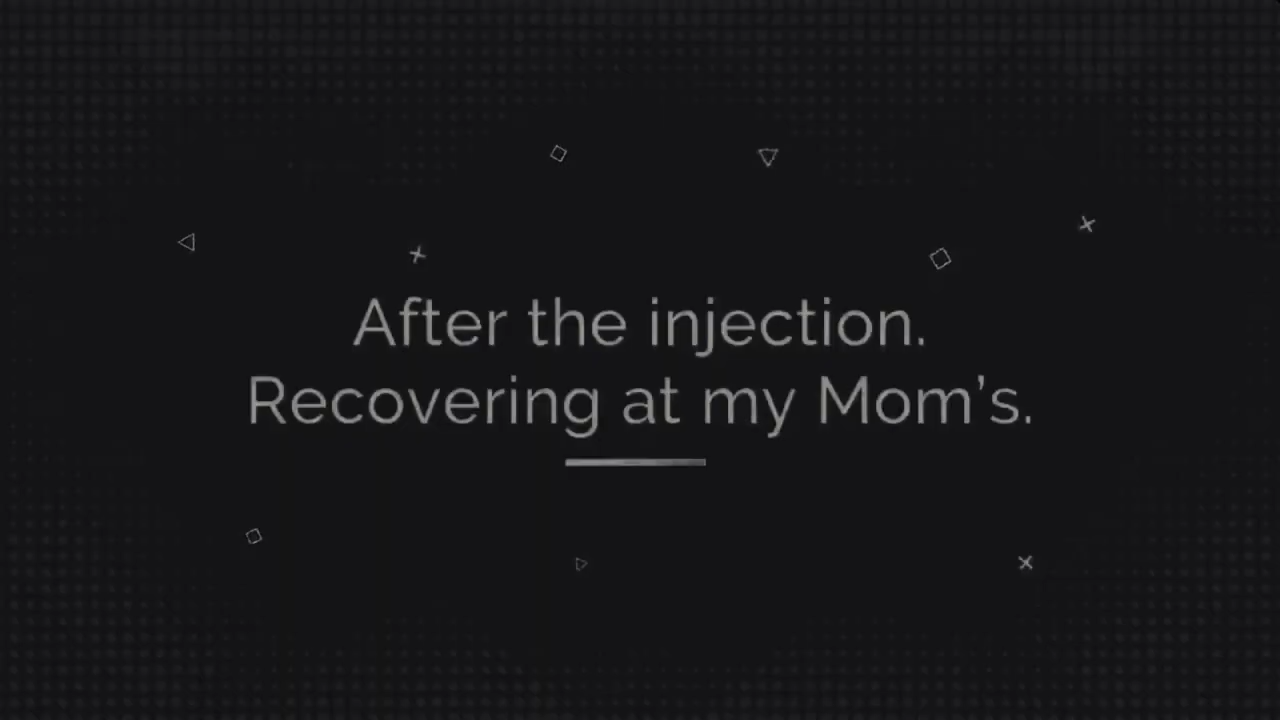 After the injection.
Recovering at my Mom’s.